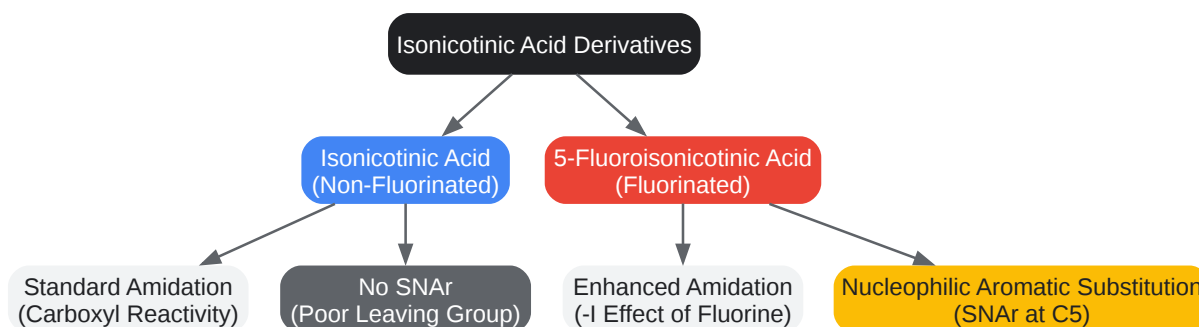 Isonicotinic Acid Derivatives
Isonicotinic Acid
(Non-Fluorinated)
5-Fluoroisonicotinic Acid
(Fluorinated)
Standard Amidation
(Carboxyl Reactivity)
No SNAr
(Poor Leaving Group)
Enhanced Amidation
(-I Effect of Fluorine)
Nucleophilic Aromatic Substitution
(SNAr at C5)